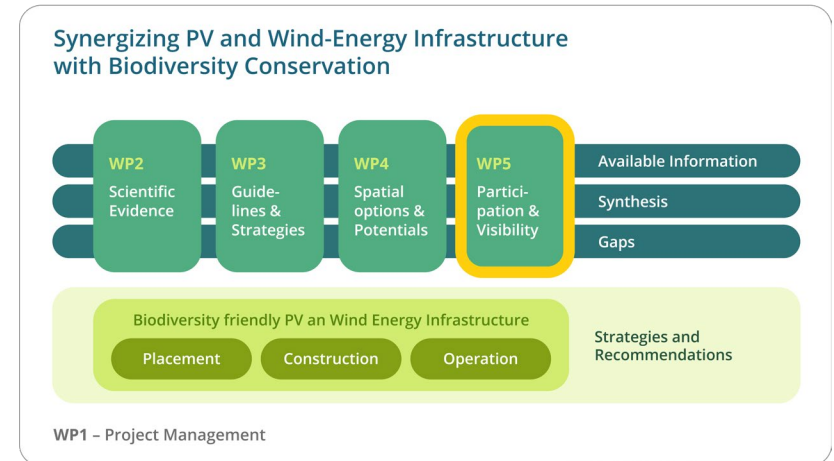 Synergizing PV and Wind-Energy Infrastructure
with Biodiversity Conservation
WP2
Scientific
Evidence
WP3
Guide-
lines &
Strategies
WP4
Spatial
options &
Potentials
WP5
Partici-
pation &
Visibility
Available Information
Synthesis
Gaps
Biodiversity friendly PV an Wind Energy Infrastructure
Placement
Construction
Operation
Strategies and
Recommendations
WP1 – Project Management